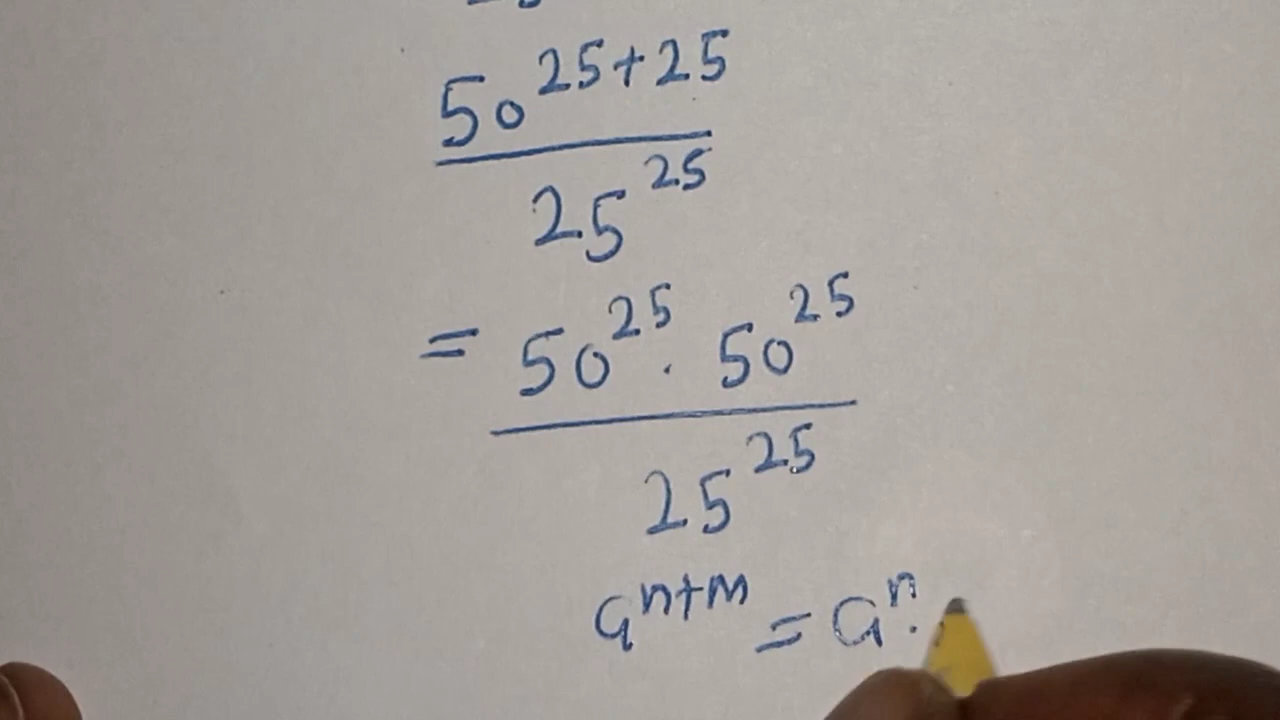 50^{25+25}
25^{25}
= 50^{25} . 50^{25}
25^{25}
a^{n+m} = a^{n} .